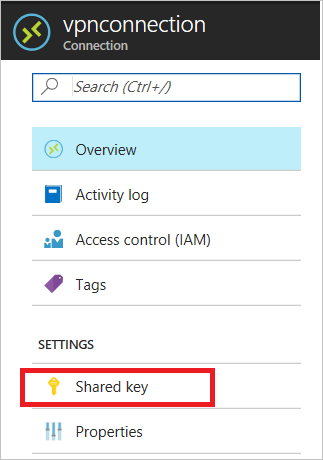 vpnconnection
Connection
Search (Ctrl+/)
Overview
Activity log
Access control (IAM)
Tags
SETTINGS
Shared key
Properties